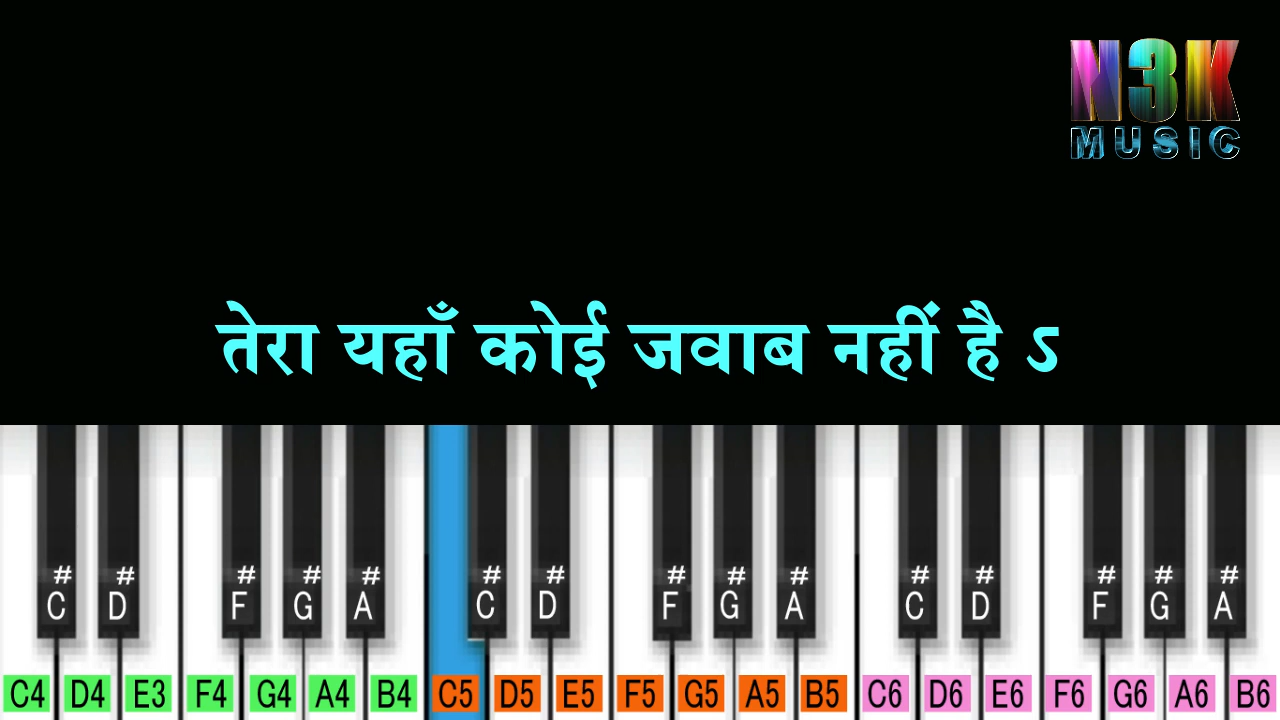 N3K
MUSIC
तेरा यहाँ कोई जवाब नहीं है ऽ
# # # # # # # # # # # # # # #
C D F G A C D F G A C D F G A
C4 D4 E3 F4 G4 A4 B4 C5 D5 E5 F5 G5 A5 B5 C6 D6 E6 F6 G6 A6 B6